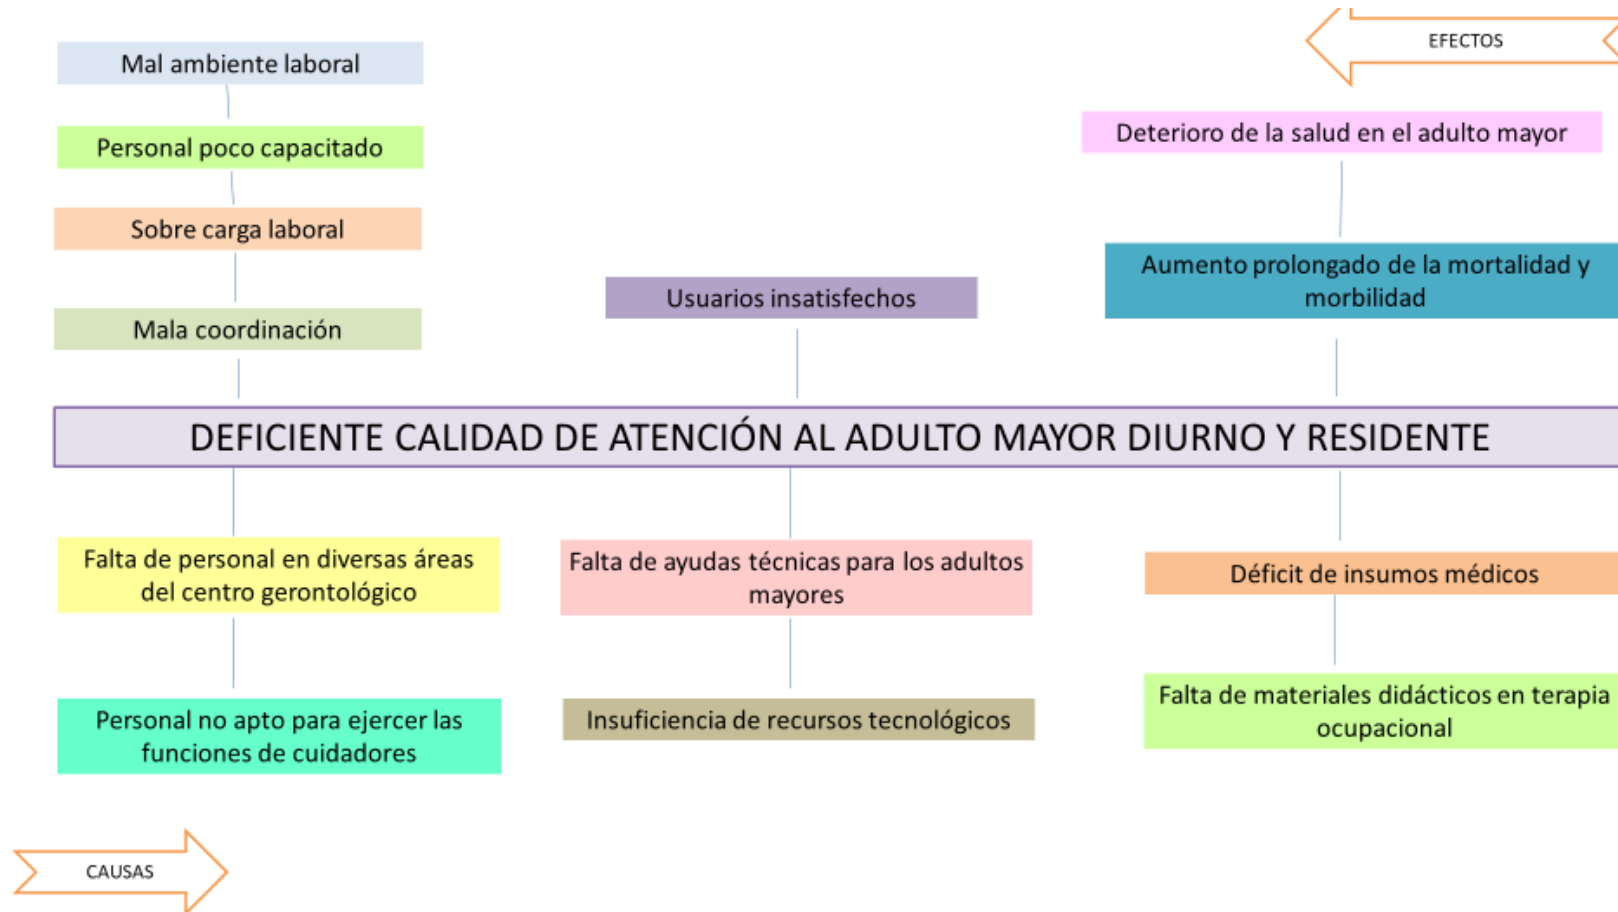 EFECTOS
Mal ambiente laboral
Personal poco capacitado
Sobre carga laboral
Mala coordinación
Usuarios insatisfechos
Deterioro de la salud en el adulto mayor
Aumento prolongado de la mortalidad y
morbilidad
DEFICIENTE CALIDAD DE ATENCIÓN AL ADULTO MAYOR DIURNO Y RESIDENTE
Falta de personal en diversas áreas
del centro gerontológico
Personal no apto para ejercer las
funciones de cuidadores
Falta de ayudas técnicas para los adultos
mayores
Insuficiencia de recursos tecnológicos
Déficit de insumos médicos
Falta de materiales didácticos en terapia
ocupacional
CAUSAS